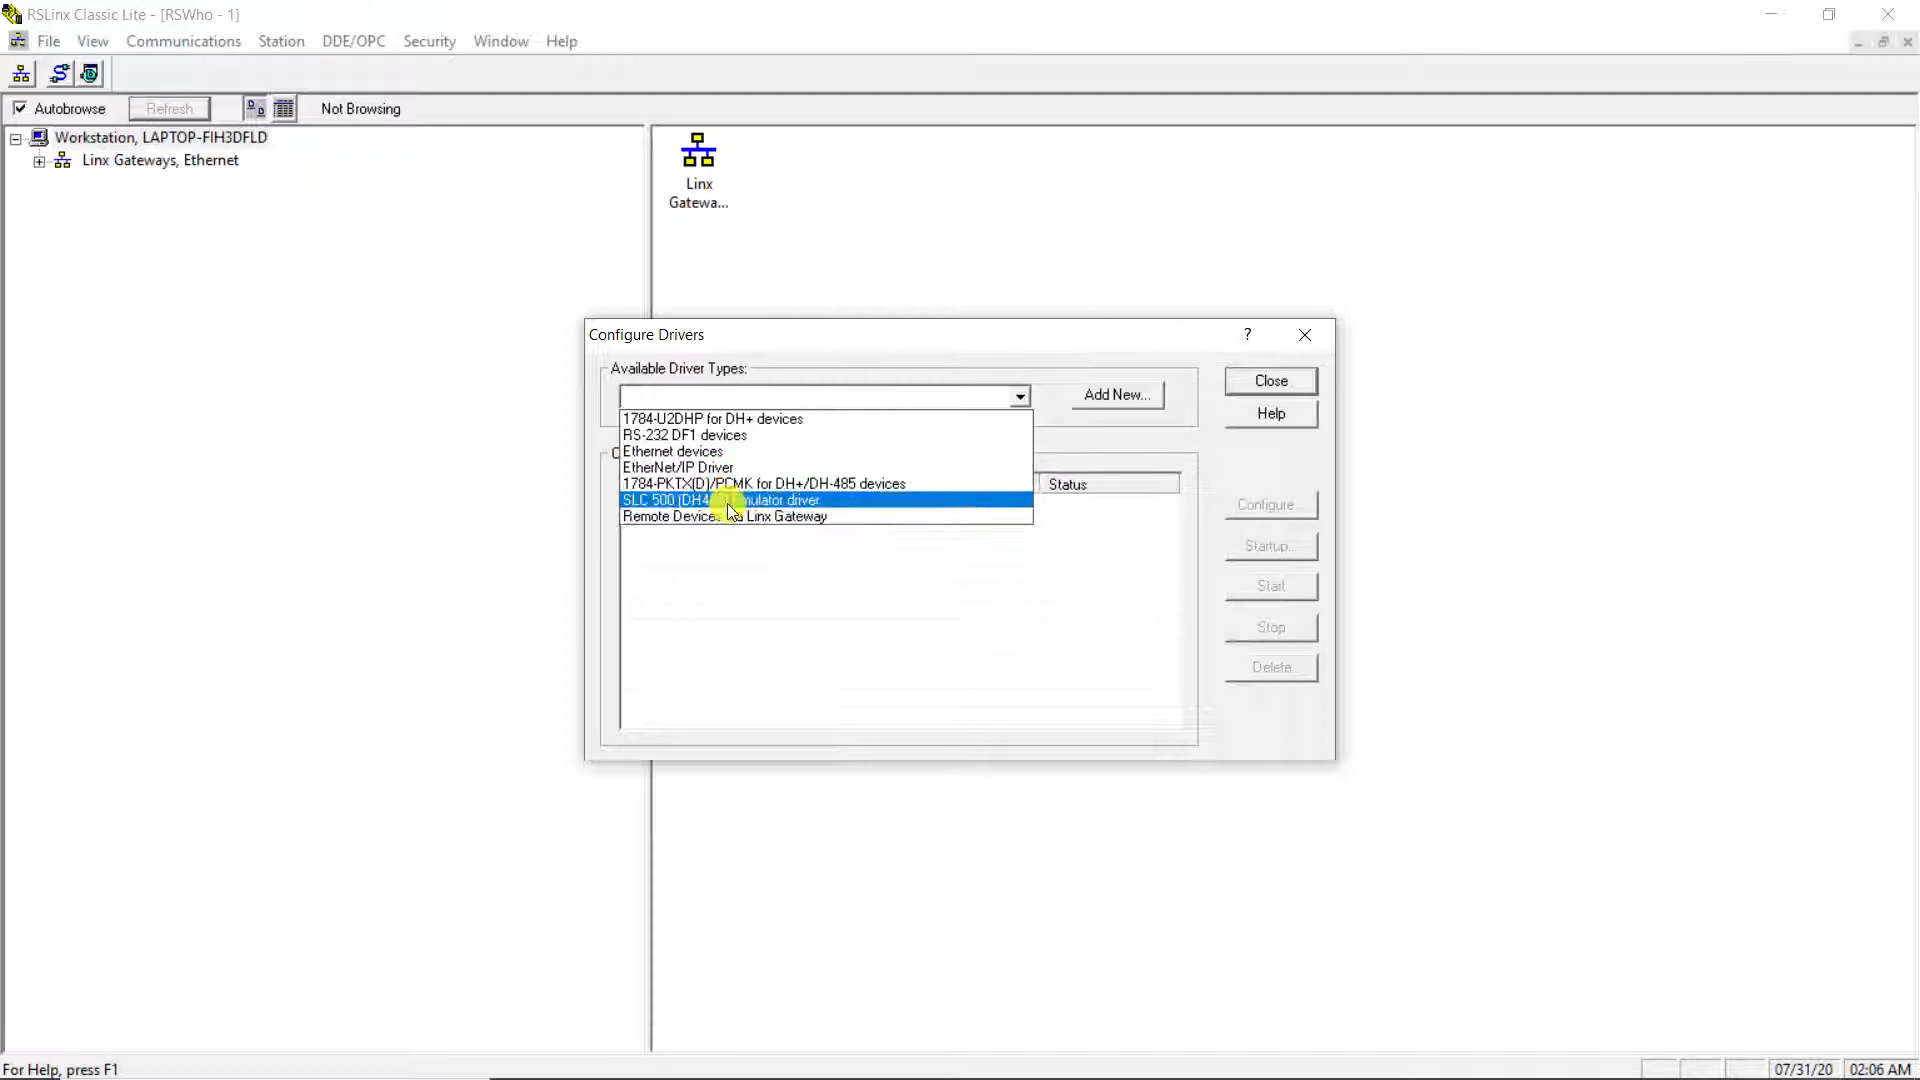 RSLinx Classic Lite - [RSWho - 1]
File View Communications Station DDE/OPC Security Window Help
Autobrowse Refresh Not Browsing
Workstation, LAPTOP-FIH3DFLD
Linx Gateways, Ethernet
Linx
Gatewa...
Configure Drivers ?
Available Driver Types:
Close
Add New...
Help
1784-U2DHP for DH+ devices
RS-232 DF1 devices
Ethernet devices
EtherNet/IP Driver
1784-PKTX(D)/PCMK for DH+/DH-485 devices
Status
SLC 500 driver
Remote Linx Gateway
Configure...
Startup...
Start
Stop
Delete
For Help, press F1
07/31/20 02:06 AM